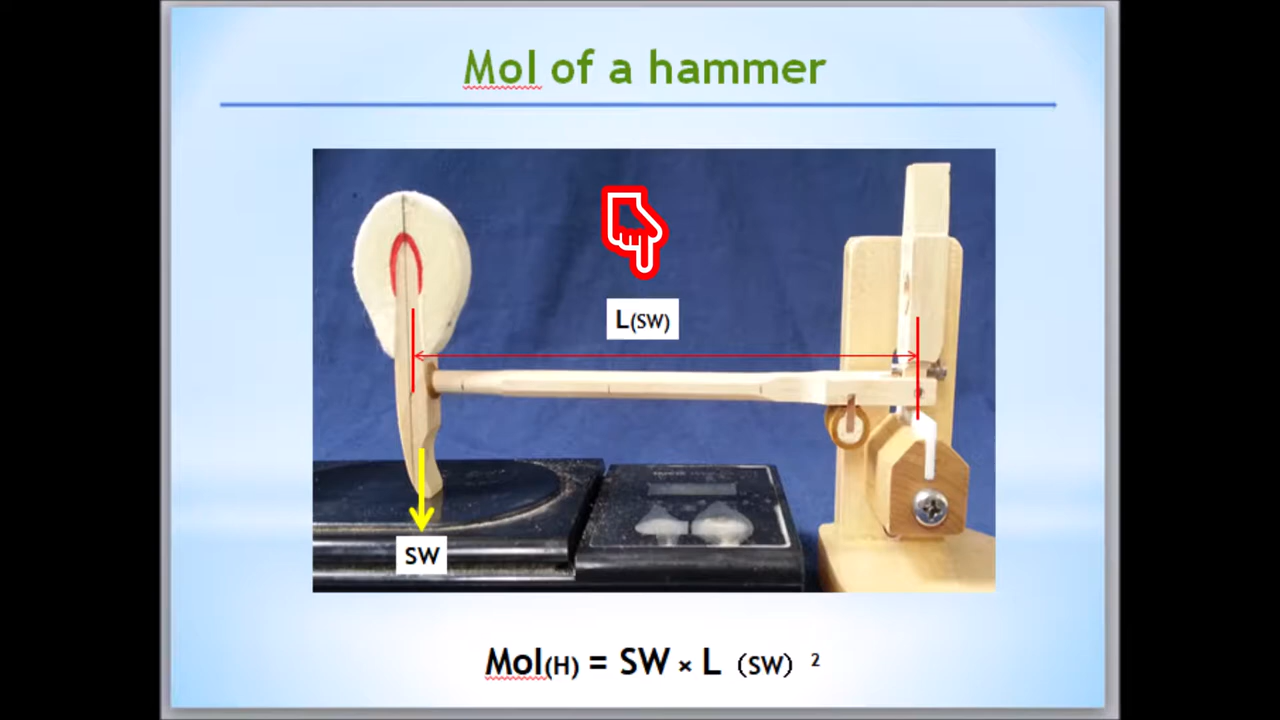 MoI of a hammer
L(SW)
SW
MoI(H) = SW × L (SW) ²